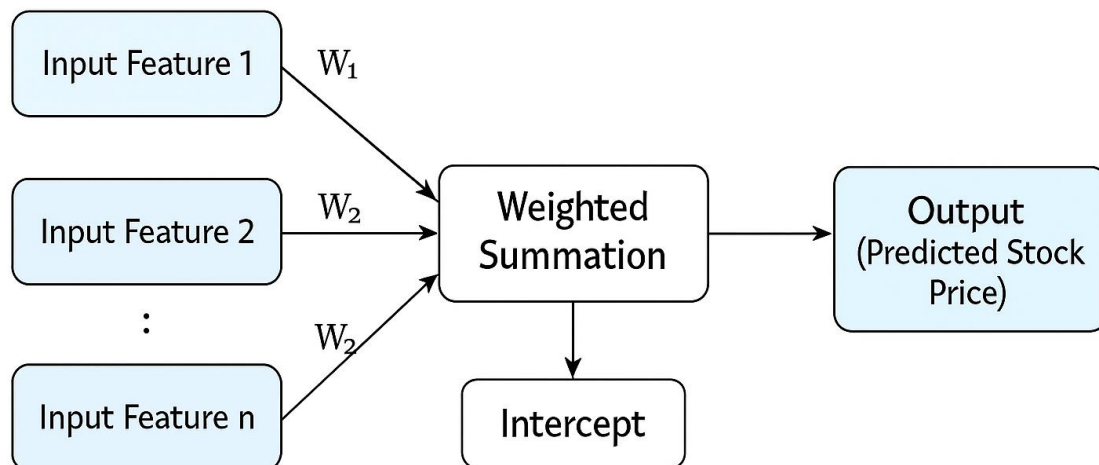 Input Feature 1
W₁
Input Feature 2
W₂
:
W₂
Input Feature n
Weighted
Summation
Intercept
Output
(Predicted Stock
Price)